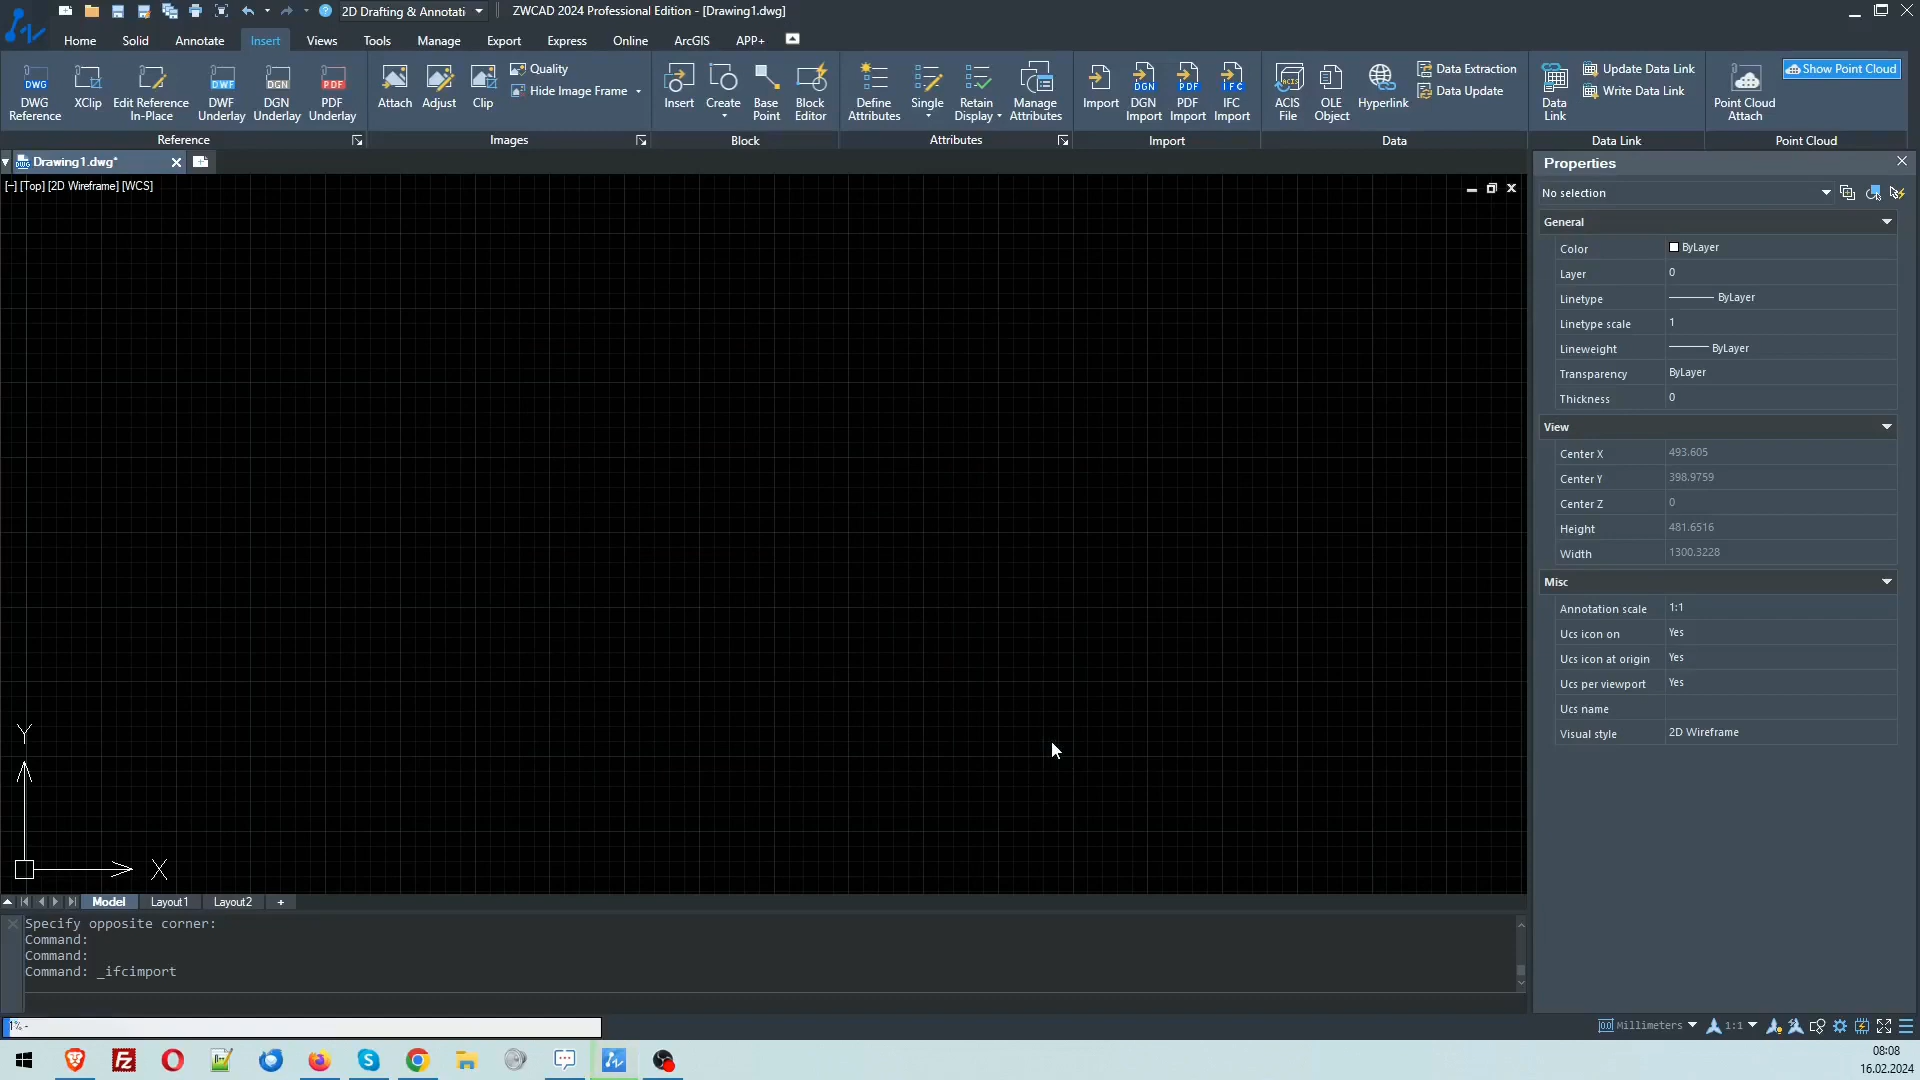 2D Drafting & Annotati
ZWCAD 2024 Professional Edition - [Drawing1.dwg]
Home Solid Annotate Insert Views Tools Manage Export Express Online ArcGIS APP+
DWG Reference
XClip
Edit Reference In-Place
DWF Underlay
DGN Underlay
PDF Underlay
Attach
Adjust
Clip
Quality
Hide Image Frame
Insert
Create
Base Point
Block Editor
Define Attributes
Single
Retain Display
Manage Attributes
Import
DGN Import
PDF Import
IFC Import
ACIS File
OLE Object
Hyperlink
Data Extraction
Data Update
Data Link
Update Data Link
Write Data Link
Point Cloud Attach
Show Point Cloud
Reference Images Block Attributes Import Data Data Link Point Cloud
Drawing1.dwg*
[−] [Top] [2D Wireframe] [WCS]
Properties
No selection
General
Color ByLayer
Layer 0
Linetype ByLayer
Linetype scale 1
Lineweight ByLayer
Transparency ByLayer
Thickness 0
View
Center X 493.605
Center Y 398.9759
Center Z 0
Height 481.6516
Width 1300.3228
Misc
Annotation scale 1:1
Ucs icon on Yes
Ucs icon at origin Yes
Ucs per viewport Yes
Ucs name
Visual style 2D Wireframe
Y
X
Model Layout1 Layout2 +
Specify opposite corner:
Command:
Command:
Command: _ifcimport
1% -
Millimeters 1:1
08:08
16.02.2024